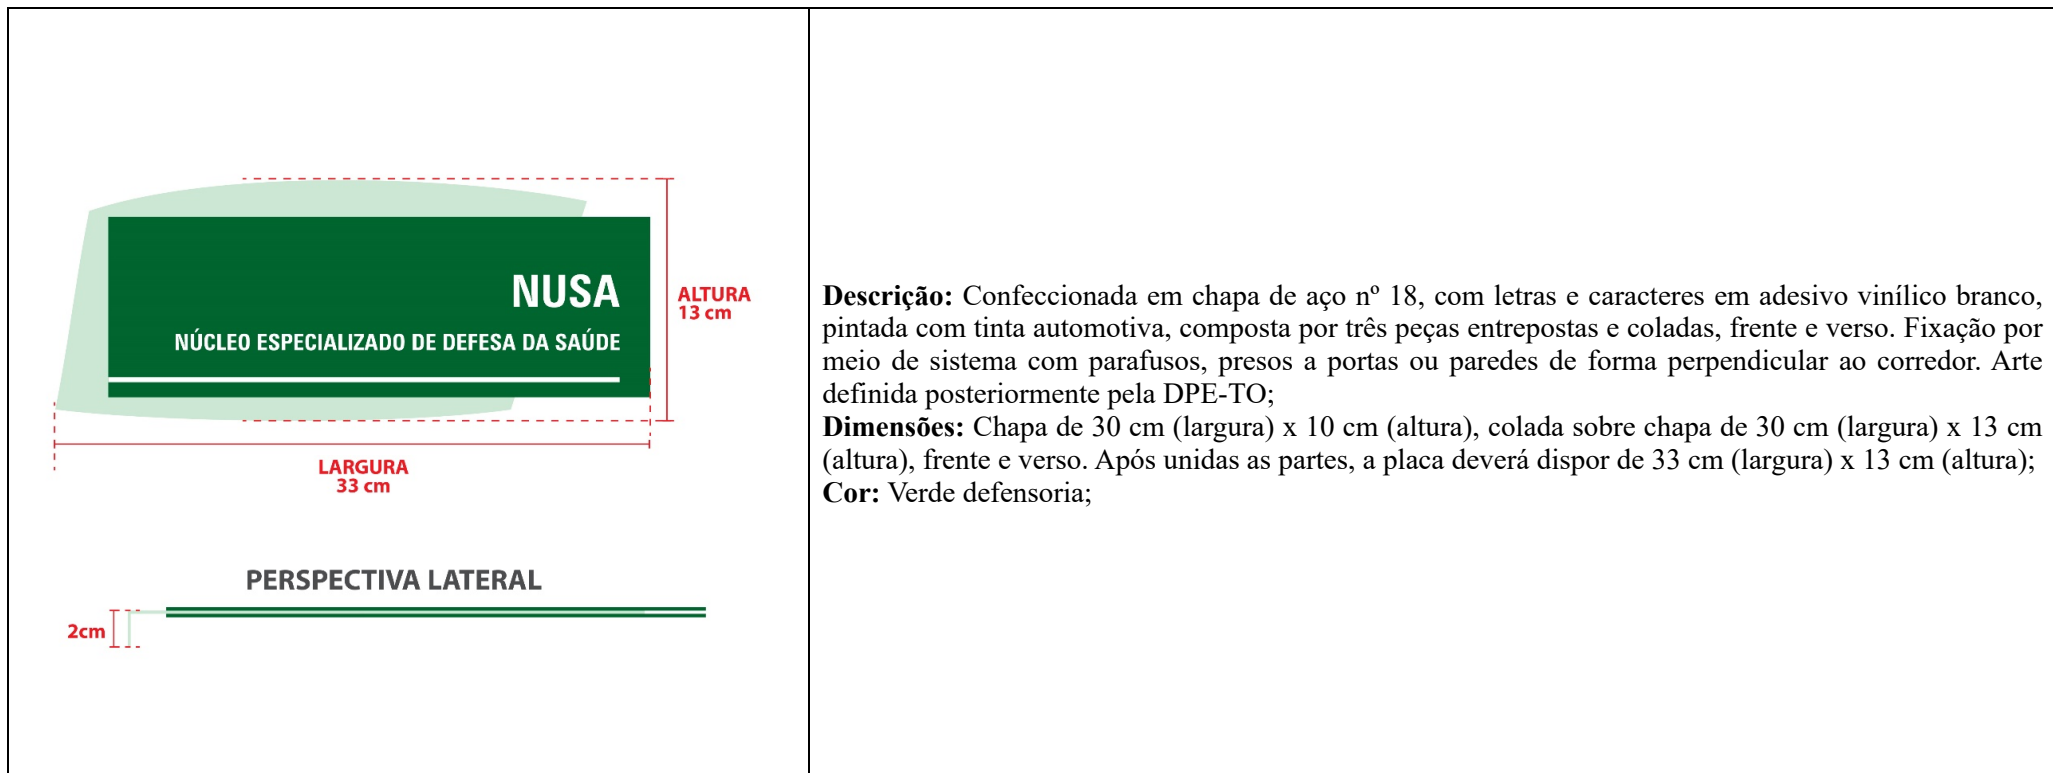 NUSA
NÚCLEO ESPECIALIZADO DE DEFESA DA SAÚDE
ALTURA
13 cm
LARGURA
33 cm
PERSPECTIVA LATERAL
2cm
Descrição: Confeccionada em chapa de aço nº 18, com letras e caracteres em adesivo vinílico branco,
pintada com tinta automotiva, composta por três peças entrepostas e coladas, frente e verso. Fixação por
meio de sistema com parafusos, presos a portas ou paredes de forma perpendicular ao corredor. Arte
definida posteriormente pela DPE-TO;
Dimensões: Chapa de 30 cm (largura) x 10 cm (altura), colada sobre chapa de 30 cm (largura) x 13 cm
(altura), frente e verso. Após unidas as partes, a placa deverá dispor de 33 cm (largura) x 13 cm (altura);
Cor: Verde defensoria;